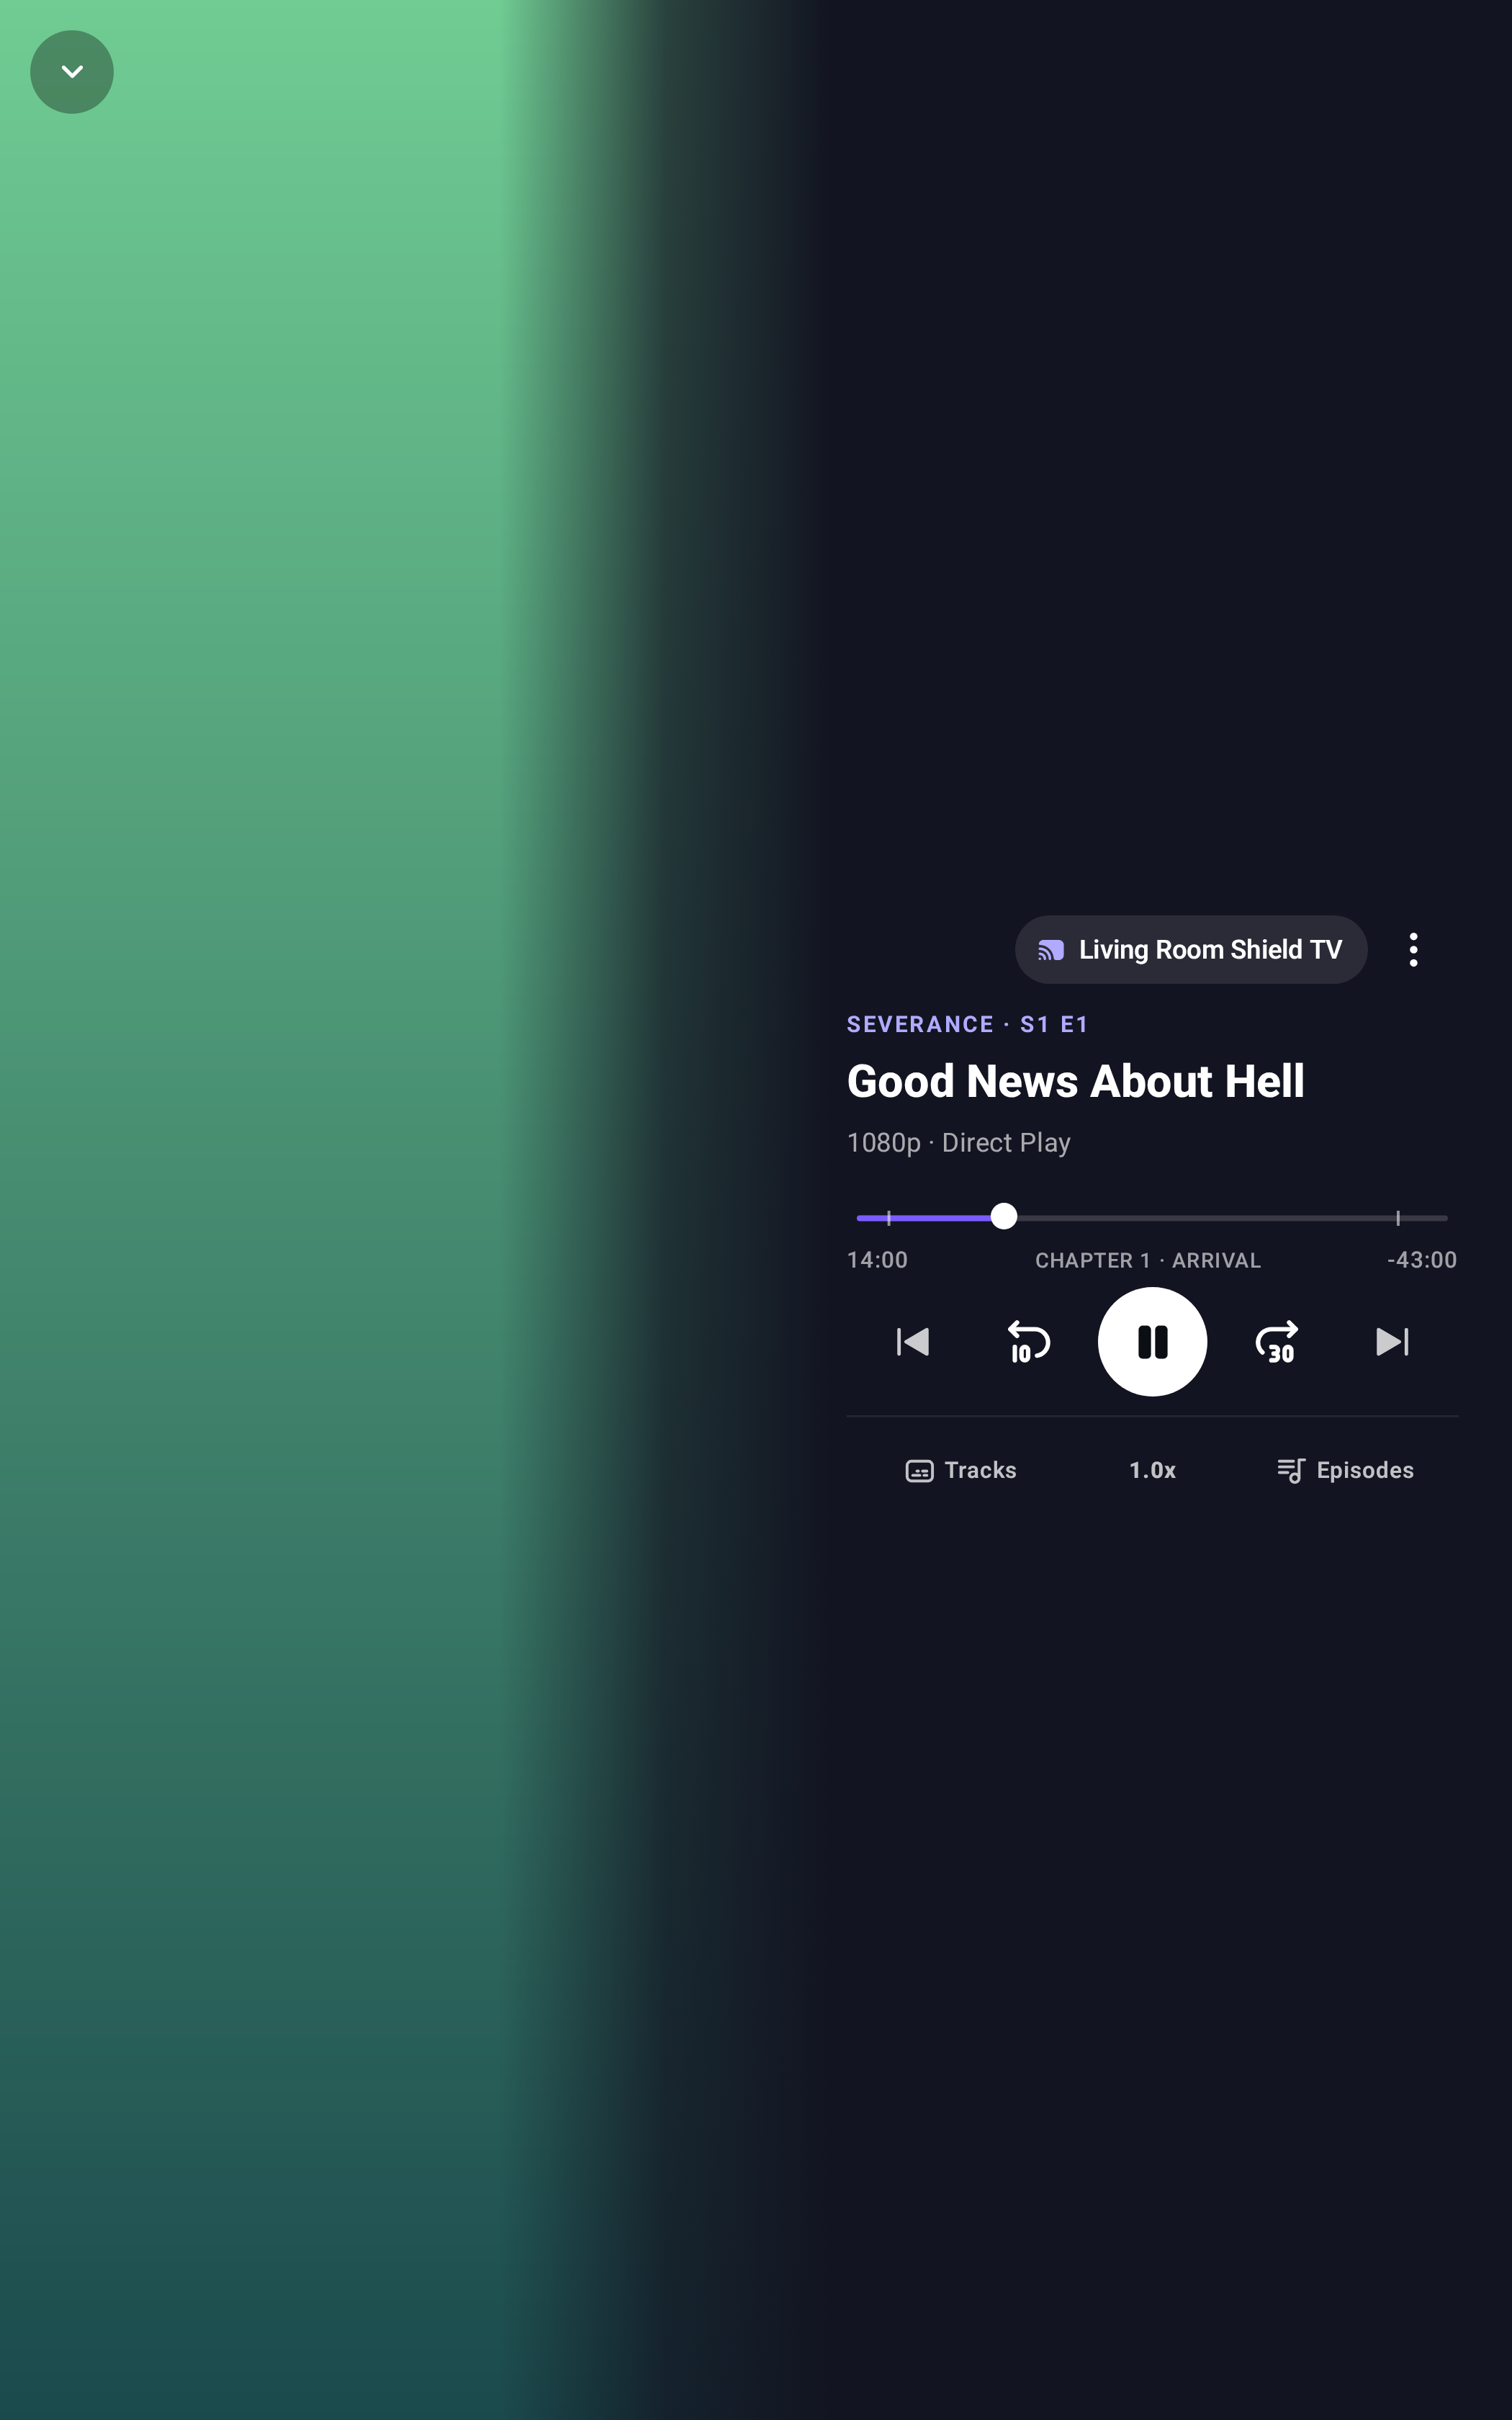 Living Room Shield TV
SEVERANCE · S1 E1
Good News About Hell
1080p · Direct Play
14:00 CHAPTER 1 · ARRIVAL -43:00
10 30
Tracks 1.0x Episodes